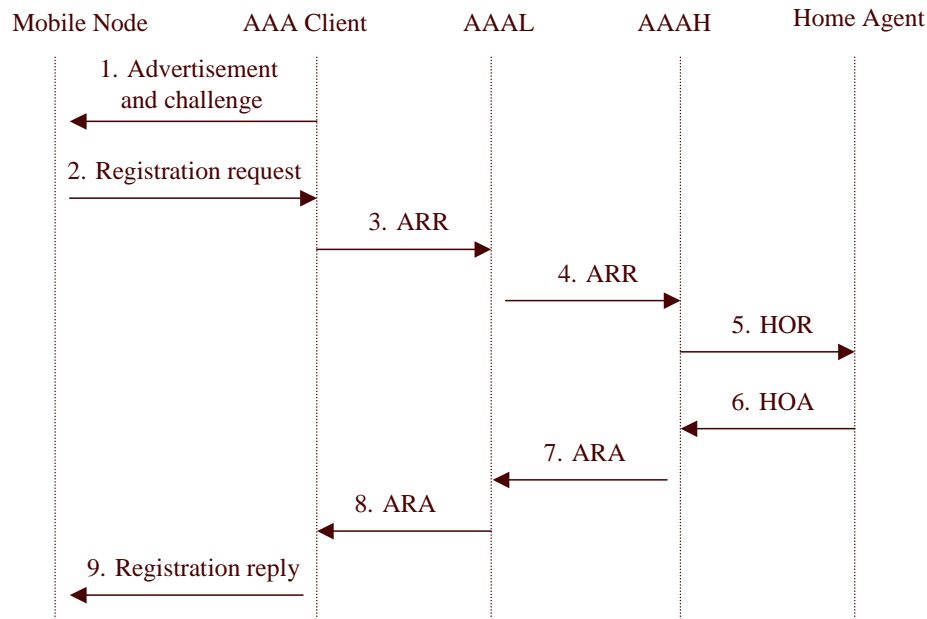 Mobile Node
AAA Client
AAAL
AAAH
Home Agent
1. Advertisement
and challenge
2. Registration request
3. ARR
4. ARR
5. HOR
6. HOA
7. ARA
8. ARA
9. Registration reply